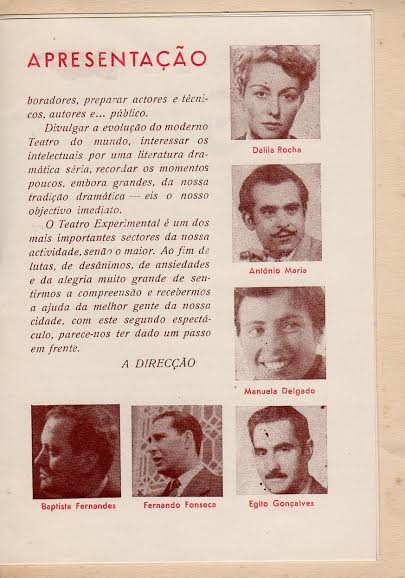 APRESENTAÇÃO
boradores, preparar actores e técni-
cos, autores e... público.
Divulgar a evolução do moderno
Teatro do mundo, interessar os
intelectuais por uma literatura dra-
mática séria, recordar os momentos
poucos, embora grandes, da nossa
tradição dramática — eis o nosso
objectivo imediato.
O Teatro Experimental é um dos
mais importantes sectores da nossa
actividade, senão o maior. Ao fim de
lutas, de desânimos, de ansiedades
e da alegria muito grande de sen-
tirmos a compreensão e recebermos
a ajuda da melhor gente da nossa
cidade, com este segundo espectá-
culo, parece-nos ter dado um passo
em frente.
A DIRECÇÃO
Dalila Rocha
António Maria
Manuela Delgado
Baptista Fernandes
Fernando Fonseca
Egito Gonçalves